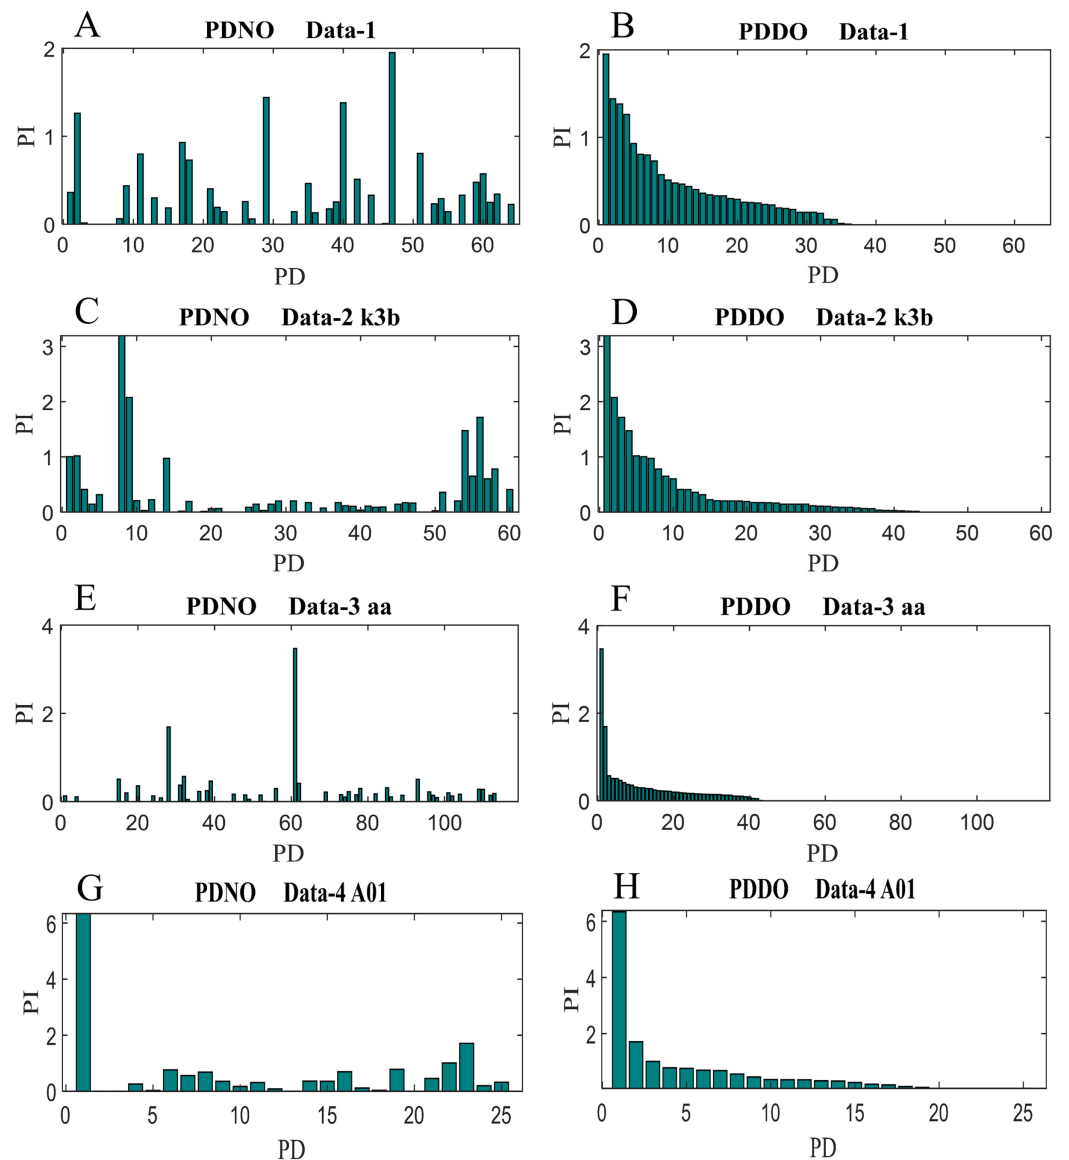 A PDNO Data-1
2
1
0
PI
0 10 20 30 40 50 60
PD
B PDDO Data-1
2
1
0
PI
0 10 20 30 40 50 60
PD
C PDNO Data-2 k3b
3
2
1
0
PI
0 10 20 30 40 50 60
PD
D PDDO Data-2 k3b
3
2
1
0
PI
0 10 20 30 40 50 60
PD
E PDNO Data-3 aa
4
2
0
PI
0 20 40 60 80 100
PD
F PDDO Data-3 aa
4
2
0
PI
0 20 40 60 80 100
PD
G PDNO Data-4 A01
6
4
2
0
PI
0 5 10 15 20 25
PD
H PDDO Data-4 A01
6
4
2
PI
0 5 10 15 20 25
PD